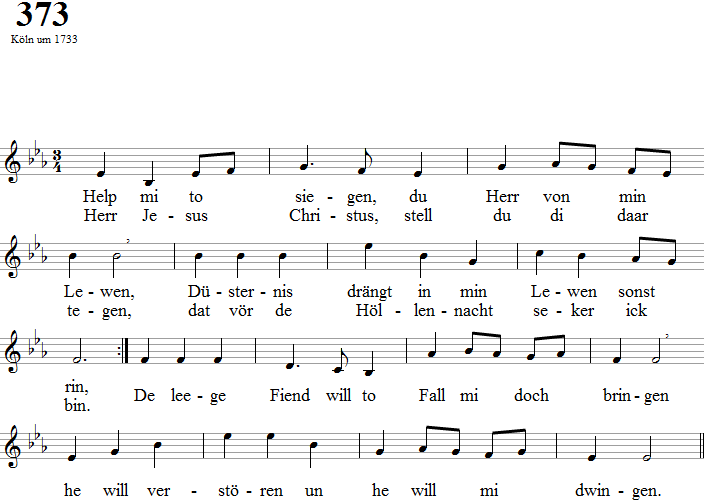 373
Köln um 1733
3
4
Help mi to sie - gen, du Herr von min
Herr Je - sus Chri - stus, stell du di daar
Le - wen, Dü - ster - nis drängt in min Le - wen sonst
te - gen, dat vör de Höl - len - nacht se - ker ick
rin, De lee - ge Fiend will to Fall mi doch brin - gen
bin.
he will ver - stö - ren un he will mi dwin - gen.